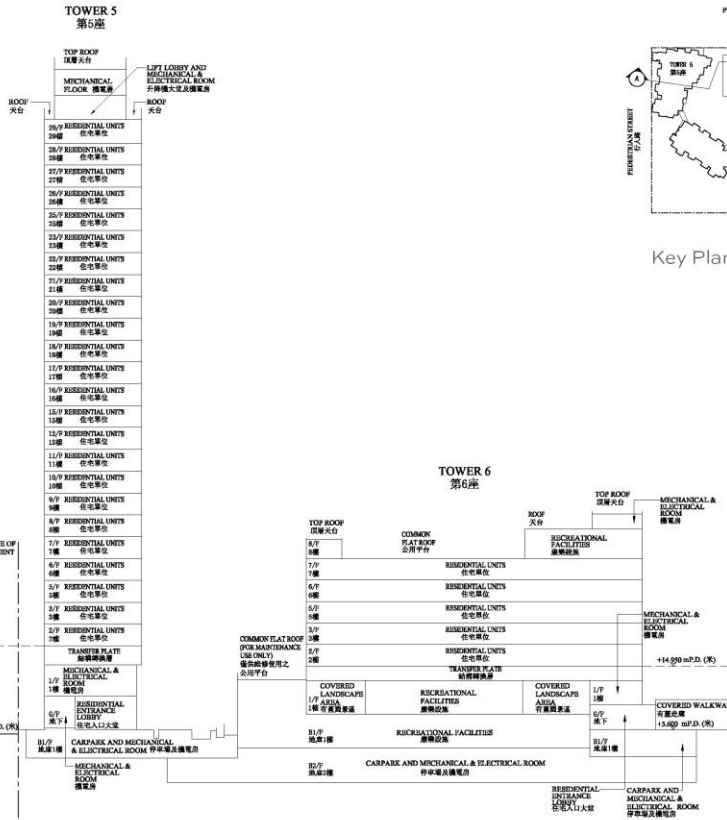 TOWER 5
第5座
TOP ROOF
頂層天台
MECHANICAL
FLOOR 機電層
LIFT LOBBY AND
MECHANICAL &
ELECTRICAL ROOM
升降機大堂及機電房
ROOF
天台
ROOF
天台
29/F RESIDENTIAL UNITS
29樓 住宅單位
28/F RESIDENTIAL UNITS
28樓 住宅單位
27/F RESIDENTIAL UNITS
27樓 住宅單位
26/F RESIDENTIAL UNITS
26樓 住宅單位
25/F RESIDENTIAL UNITS
25樓 住宅單位
23/F RESIDENTIAL UNITS
23樓 住宅單位
22/F RESIDENTIAL UNITS
22樓 住宅單位
21/F RESIDENTIAL UNITS
21樓 住宅單位
20/F RESIDENTIAL UNITS
20樓 住宅單位
19/F RESIDENTIAL UNITS
19樓 住宅單位
18/F RESIDENTIAL UNITS
18樓 住宅單位
17/F RESIDENTIAL UNITS
17樓 住宅單位
16/F RESIDENTIAL UNITS
16樓 住宅單位
15/F RESIDENTIAL UNITS
15樓 住宅單位
12/F RESIDENTIAL UNITS
12樓 住宅單位
11/F RESIDENTIAL UNITS
11樓 住宅單位
10/F RESIDENTIAL UNITS
10樓 住宅單位
9/F RESIDENTIAL UNITS
9樓 住宅單位
8/F RESIDENTIAL UNITS
8樓 住宅單位
7/F RESIDENTIAL UNITS
7樓 住宅單位
6/F RESIDENTIAL UNITS
6樓 住宅單位
5/F RESIDENTIAL UNITS
5樓 住宅單位
3/F RESIDENTIAL UNITS
3樓 住宅單位
2/F RESIDENTIAL UNITS
2樓 住宅單位
TRANSFER PLATE
結構轉換層
1/F
1樓
MECHANICAL &
ELECTRICAL
ROOM
機電房
G/F
地下
RESIDENTIAL
ENTRANCE
LOBBY
住宅入口大堂
B1/F
地庫1樓
CARPARK AND MECHANICAL
& ELECTRICAL ROOM 停車場及機電房
MECHANICAL &
ELECTRICAL
ROOM
機電房
TOWER 5
第5座
A
PEDESTRIAN STREET
行人路
Key Plan
TOWER 6
第6座
TOP ROOF
頂層天台
8/F
8樓
COMMON
FLAT ROOF
公用平台
ROOF
天台
TOP ROOF
頂層天台
MECHANICAL &
ELECTRICAL
ROOM
機電房
RECREATIONAL
FACILITIES
康樂設施
7/F
7樓
RESIDENTIAL UNITS
住宅單位
6/F
6樓
RESIDENTIAL UNITS
住宅單位
5/F
5樓
RESIDENTIAL UNITS
住宅單位
3/F
3樓
RESIDENTIAL UNITS
住宅單位
2/F
2樓
RESIDENTIAL UNITS
住宅單位
TRANSFER PLATE
結構轉換層
COMMON FLAT ROOF
(FOR MAINTENANCE
USE ONLY)
僅供維修使用之
公用平台
MECHANICAL &
ELECTRICAL
ROOM
機電房
+14.950 mP.D. (米)
1/F
1樓
COVERED
LANDSCAPE
AREA
有蓋園景區
RECREATIONAL
FACILITIES
康樂設施
COVERED
LANDSCAPE
AREA
有蓋園景區
1/F
1樓
G/F
地下
COVERED WALKWA
有蓋走廊
+5.600 mP.D. (米)
B1/F
地庫1樓
RECREATIONAL FACILITIES
康樂設施
B1/F
地庫1樓
B2/F
地庫2樓
CARPARK AND MECHANICAL & ELECTRICAL ROOM
停車場及機電房
RESIDENTIAL
ENTRANCE
LOBBY
住宅入口大堂
CARPARK AND
MECHANICAL &
ELECTRICAL ROOM
停車場及機電房